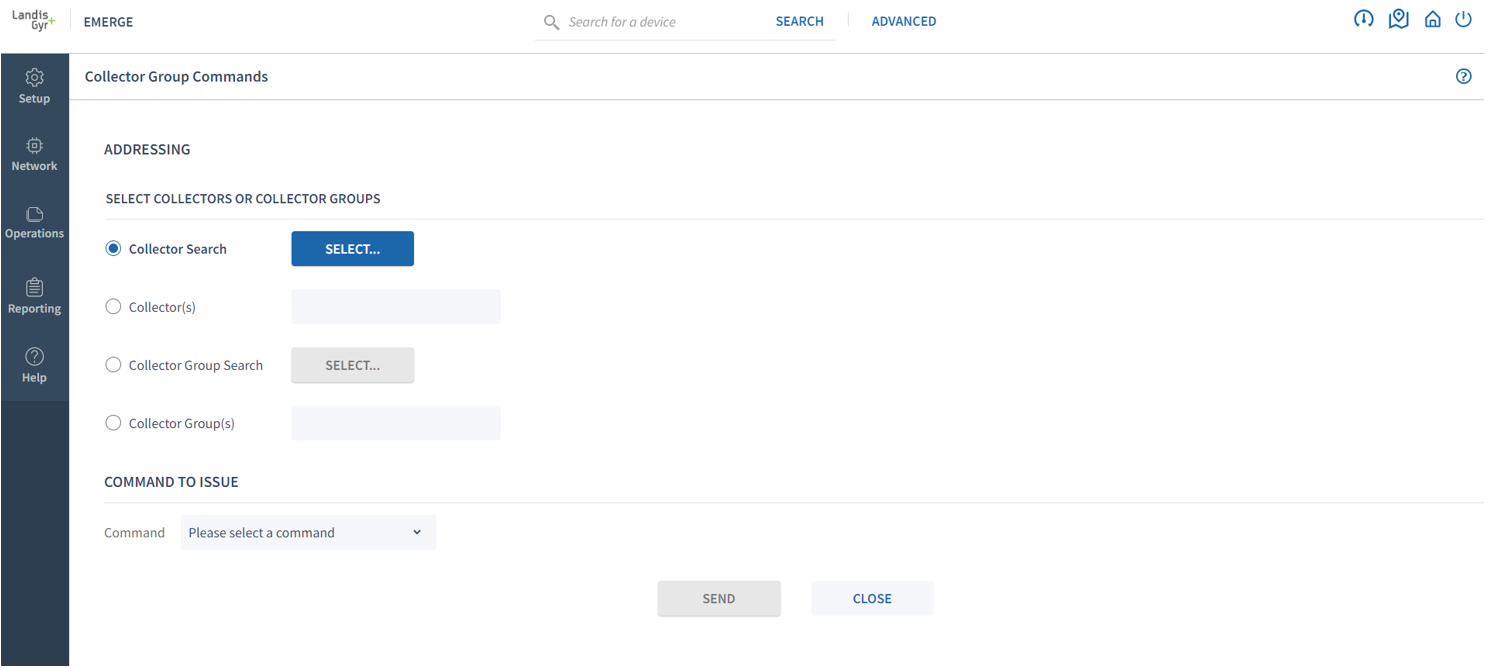 Landis+
Gyr
EMERGE
Search for a device
SEARCH
ADVANCED
Setup
Network
Operations
Reporting
Help
Collector Group Commands
ADDRESSING
SELECT COLLECTORS OR COLLECTOR GROUPS
Collector Search
SELECT...
Collector(s)
Collector Group Search
SELECT...
Collector Group(s)
COMMAND TO ISSUE
Command
Please select a command
SEND
CLOSE